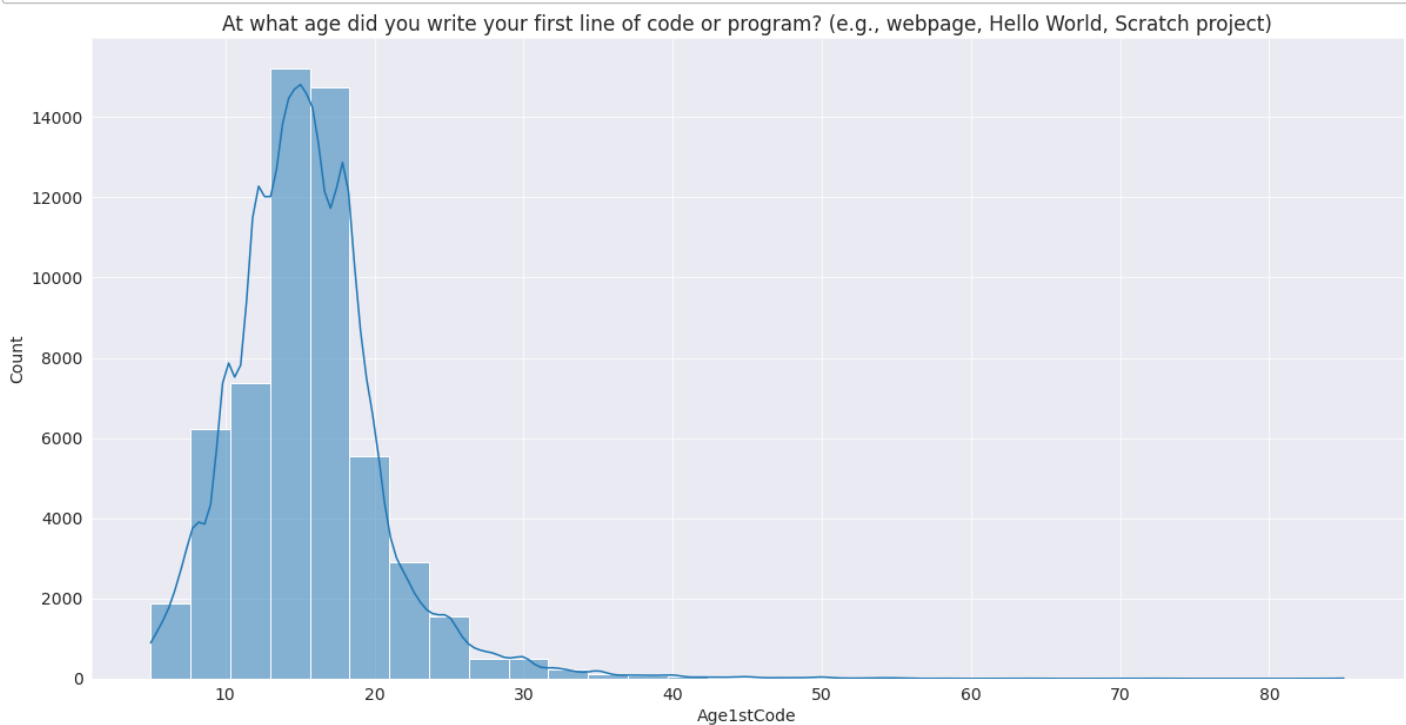 At what age did you write your first line of code or program? (e.g., webpage, Hello World, Scratch project)
14000
12000
10000
8000
6000
4000
2000
0
Count
10 20 30 40 50 60 70 80
Age1stCode